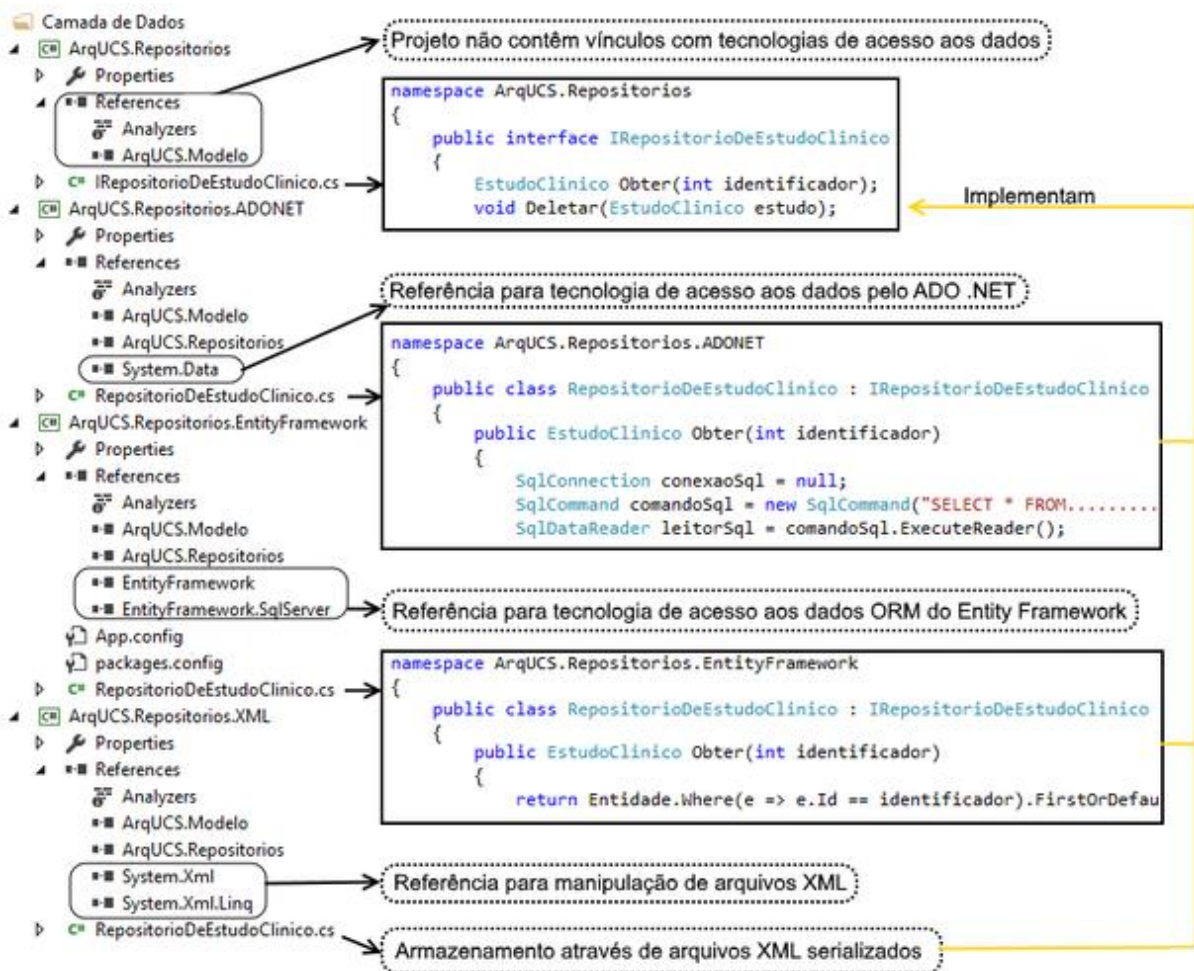 Camada de Dados
ArqUCS.Repositorios
Properties
References
Analyzers
ArqUCS.Modelo
IRepositorioDeEstudoClinico.cs
ArqUCS.Repositorios.ADONET
Properties
References
Analyzers
ArqUCS.Modelo
ArqUCS.Repositorios
System.Data
RepositorioDeEstudoClinico.cs
ArqUCS.Repositorios.EntityFramework
Properties
References
Analyzers
ArqUCS.Modelo
ArqUCS.Repositorios
EntityFramework
EntityFramework.SqlServer
App.config
packages.config
RepositorioDeEstudoClinico.cs
ArqUCS.Repositorios.XML
Properties
References
Analyzers
ArqUCS.Modelo
ArqUCS.Repositorios
System.Xml
System.Xml.Linq
RepositorioDeEstudoClinico.cs
Projeto não contêm vínculos com tecnologias de acesso aos dados
namespace ArqUCS.Repositorios
{
public interface IRepositorioDeEstudoClinico
{
EstudoClinico Obter(int identificador);
void Deletar(EstudoClinico estudo);
Implementam
Referência para tecnologia de acesso aos dados pelo ADO .NET
namespace ArqUCS.Repositorios.ADONET
{
public class RepositorioDeEstudoClinico : IRepositorioDeEstudoClinico
{
public EstudoClinico Obter(int identificador)
{
SqlConnection conexaoSql = null;
SqlCommand comandoSql = new SqlCommand("SELECT * FROM.........
SqlDataReader leitorSql = comandoSql.ExecuteReader();
Referência para tecnologia de acesso aos dados ORM do Entity Framework
namespace ArqUCS.Repositorios.EntityFramework
{
public class RepositorioDeEstudoClinico : IRepositorioDeEstudoClinico
{
public EstudoClinico Obter(int identificador)
{
return Entidade.Where(e => e.Id == identificador).FirstOrDefau
Referência para manipulação de arquivos XML
Armazenamento através de arquivos XML serializados